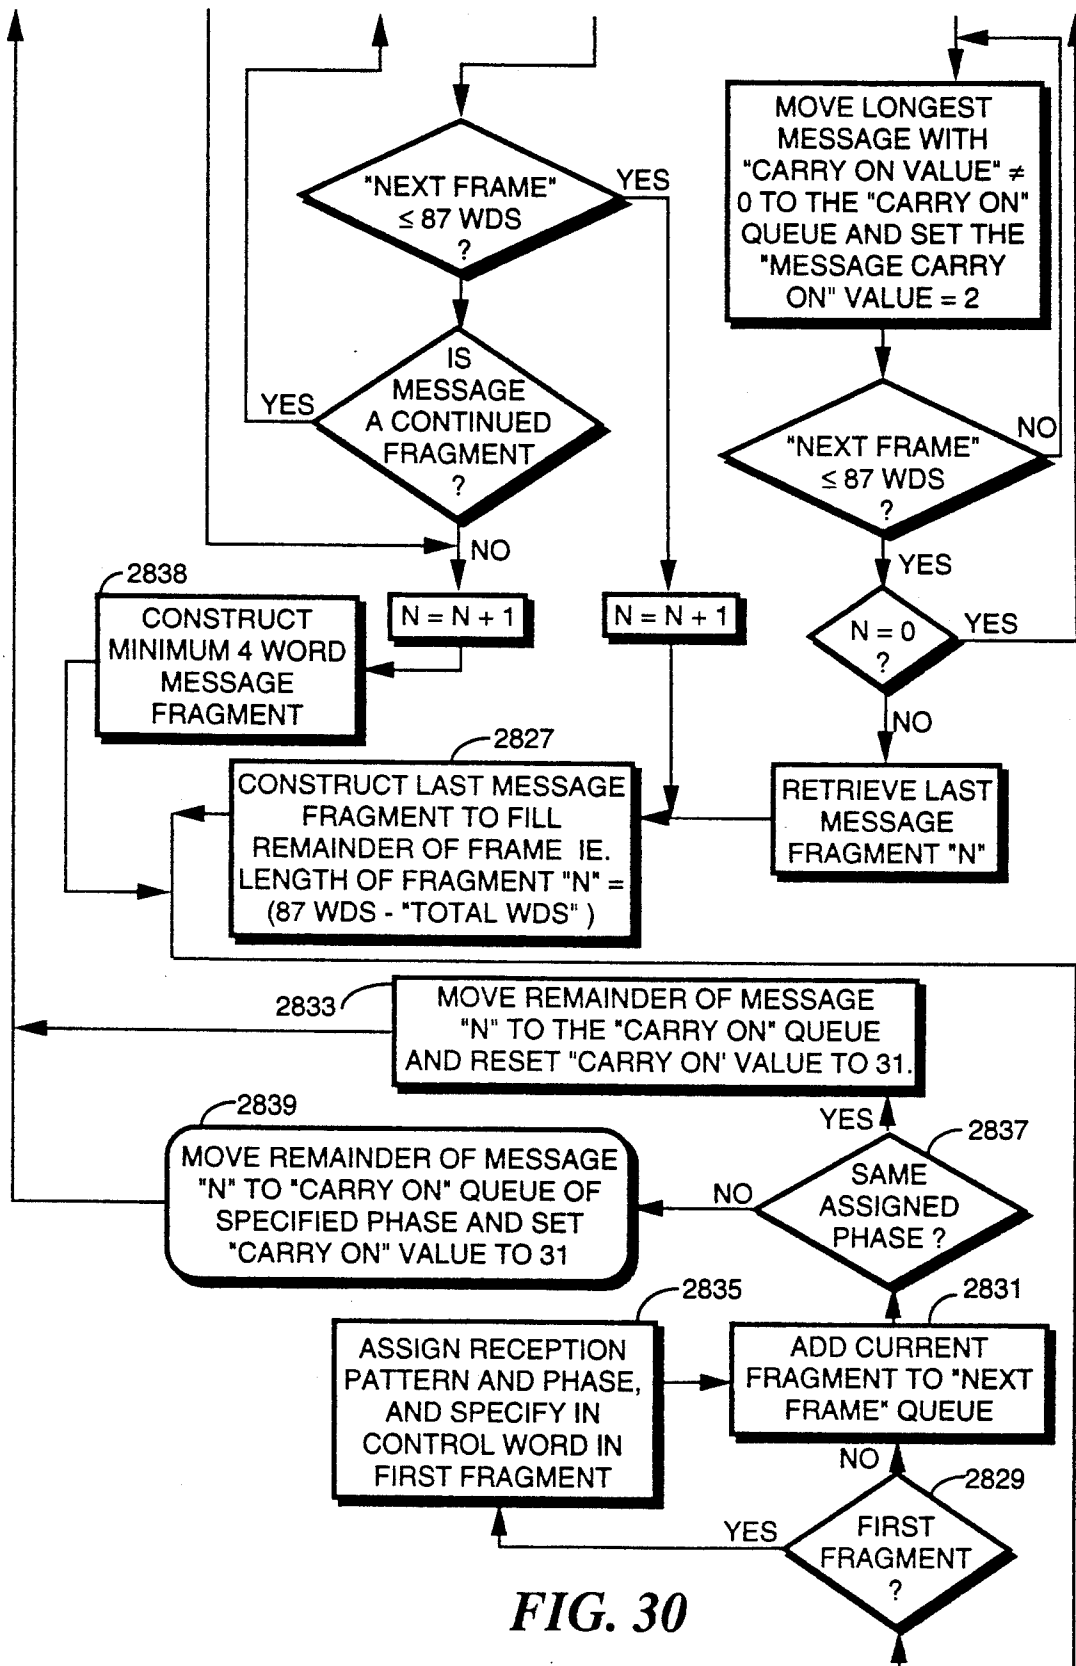 "NEXT FRAME"
≤ 87 WDS
?
YES
MOVE LONGEST
MESSAGE WITH
"CARRY ON VALUE" ≠
0 TO THE "CARRY ON"
QUEUE AND SET THE
"MESSAGE CARRY
ON" VALUE = 2
IS
MESSAGE
A CONTINUED
FRAGMENT
?
YES
NO
"NEXT FRAME"
≤ 87 WDS
?
NO
YES
2838
CONSTRUCT
MINIMUM 4 WORD
MESSAGE
FRAGMENT
N = N + 1
N = N + 1
N = 0
?
YES
NO
2827
CONSTRUCT LAST MESSAGE
FRAGMENT TO FILL
REMAINDER OF FRAME IE.
LENGTH OF FRAGMENT "N" =
(87 WDS - "TOTAL WDS" )
RETRIEVE LAST
MESSAGE
FRAGMENT "N"
2833
MOVE REMAINDER OF MESSAGE
"N" TO THE "CARRY ON" QUEUE
AND RESET "CARRY ON' VALUE TO 31.
YES
2839
MOVE REMAINDER OF MESSAGE
"N" TO "CARRY ON" QUEUE OF
SPECIFIED PHASE AND SET
"CARRY ON" VALUE TO 31
NO
2837
SAME
ASSIGNED
PHASE ?
2835
ASSIGN RECEPTION
PATTERN AND PHASE,
AND SPECIFY IN
CONTROL WORD IN
FIRST FRAGMENT
2831
ADD CURRENT
FRAGMENT TO "NEXT
FRAME" QUEUE
NO
2829
YES
FIRST
FRAGMENT
?
FIG. 30